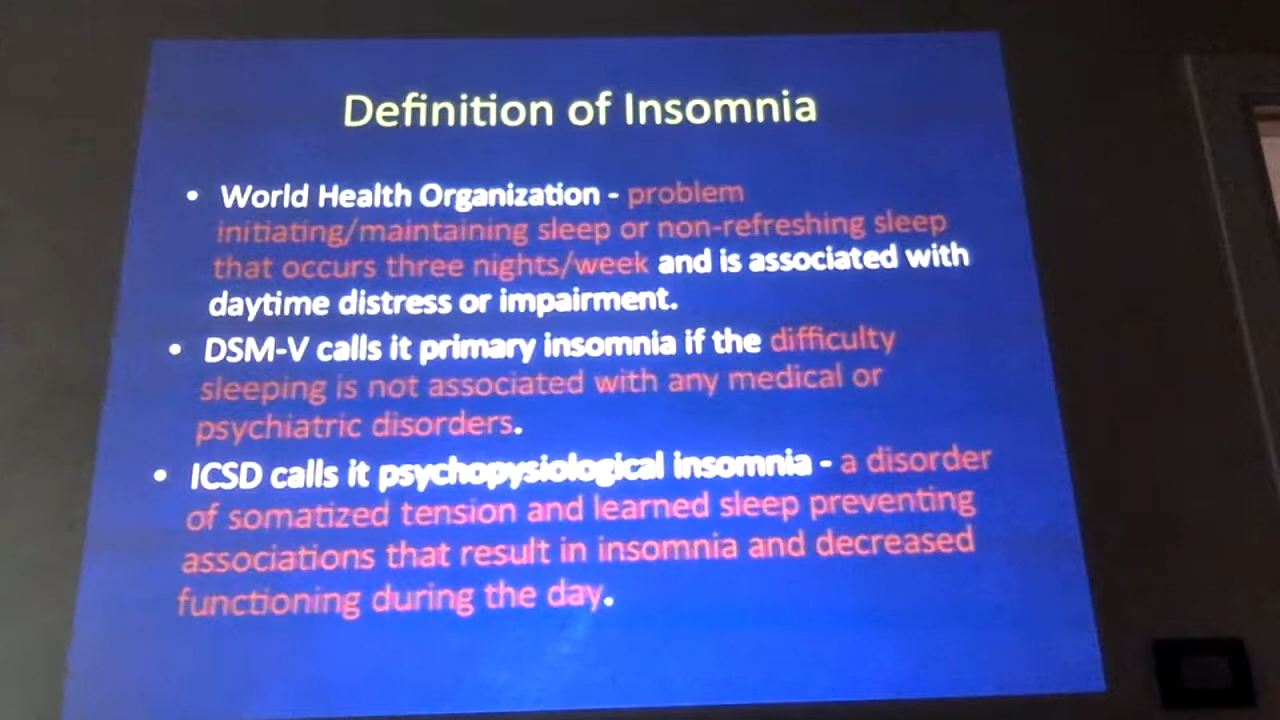 Definition of Insomnia
• World Health Organization - problem
initiating/maintaining sleep or non-refreshing sleep
that occurs three nights/week and is associated with
daytime distress or impairment.
• DSM-V calls it primary insomnia if the difficulty
sleeping is not associated with any medical or
psychiatric disorders.
• ICSD calls it psychopysiological insomnia - a disorder
of somatized tension and learned sleep preventing
associations that result in insomnia and decreased
functioning during the day.